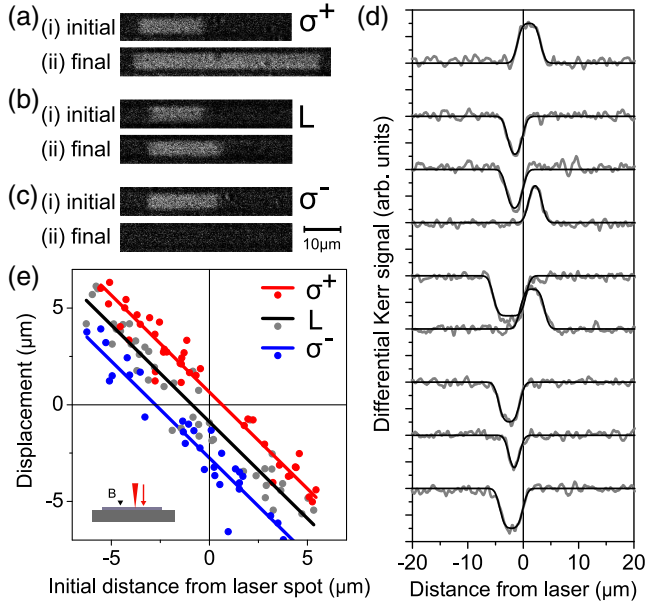 (a) (i) initial σ+
(ii) final
(b) (i) initial L
(ii) final
(c) (i) initial σ-
(ii) final
10µm
(d)
Differential Kerr signal (arb. units)
-20 -10 0 10 20
Distance from laser (µm)
(e)
σ+
L
σ-
5
0
-5
Displacement (µm)
B
-5 0 5
Initial distance from laser spot (µm)